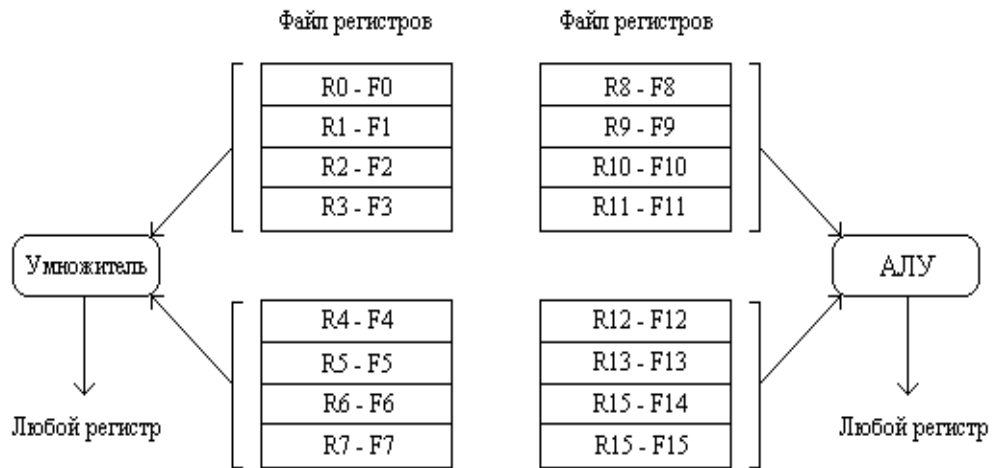 Файл регистров
Файл регистров
R0 - F0
R1 - F1
R2 - F2
R3 - F3
R8 - F8
R9 - F9
R10 - F10
R11 - F11
Умножитель
АЛУ
R4 - F4
R5 - F5
R6 - F6
R7 - F7
R12 - F12
R13 - F13
R15 - F14
R15 - F15
Любой регистр
Любой регистр